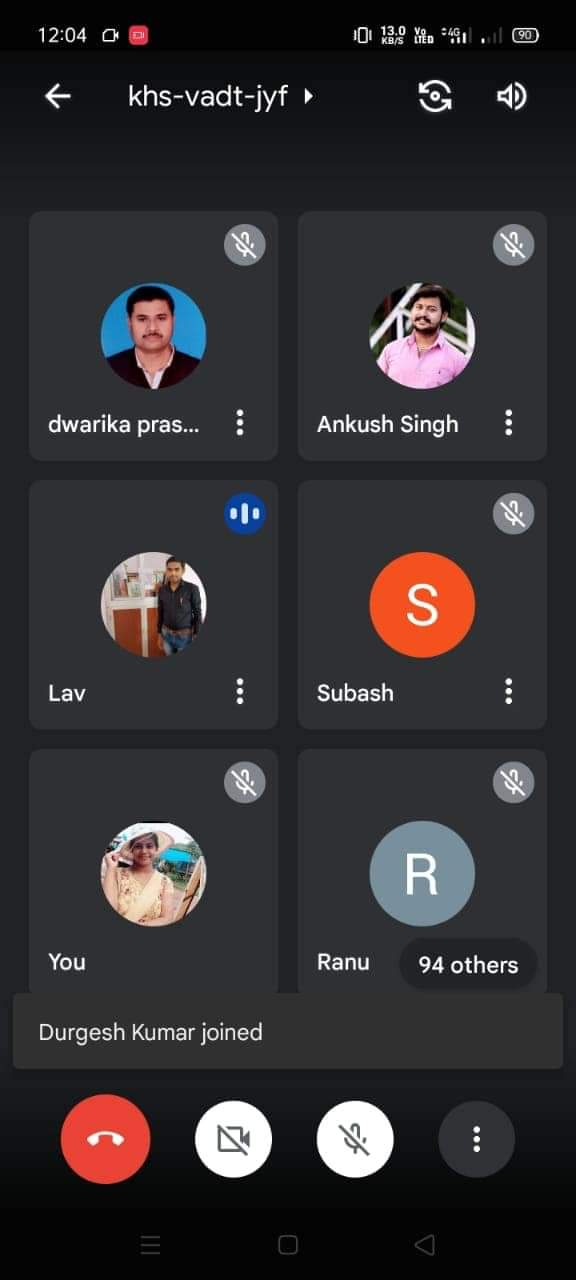 12:04
13.0 KB/S
Vo LTED
4G
90
khs-vadt-jyf
dwarika pras...
Ankush Singh
Lav
S
Subash
You
R
Ranu
94 others
Durgesh Kumar joined